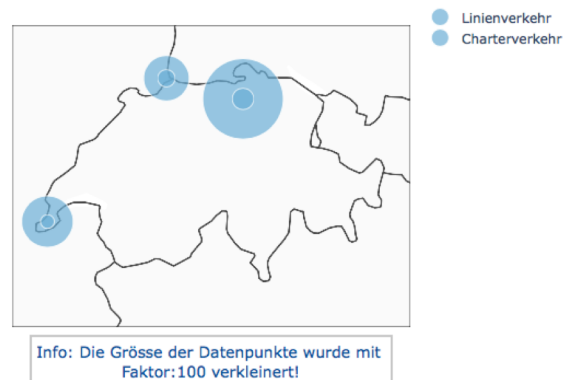 Linienverkehr
Charterverkehr
Info: Die Grösse der Datenpunkte wurde mit
Faktor:100 verkleinert!